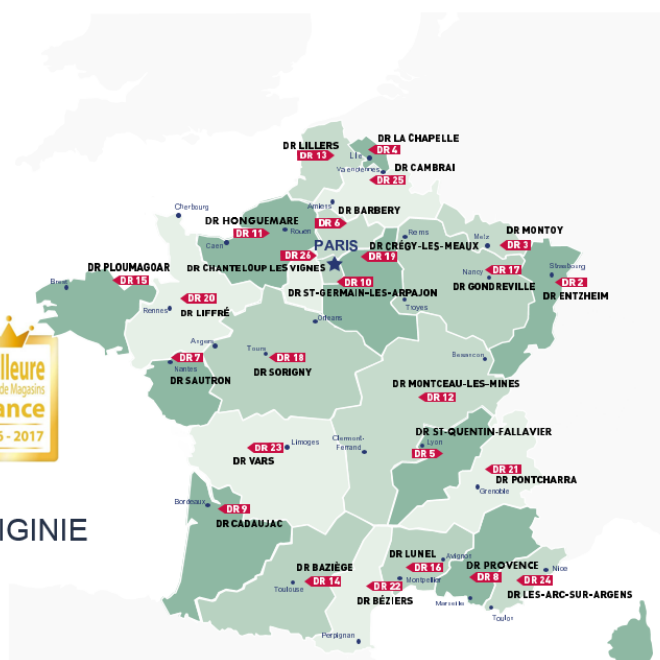 DR LA CHAPELLE
DR 4
DR LILLERS
DR 13
Lille
DR CAMBRAI
Valenciennes
DR 25
Cherbourg
Amiens
DR BARBERY
DR HONGUEMARE
DR 6
DR 11
Rouen
Reims
Metz
DR MONTOY
DR 3
Caen
PARIS
DR CRÉGY-LES-MEAUX
DR 26
DR 19
DR PLOUMAGOAR
DR CHANTELOUP LES VIGNES
Nancy
DR 17
Strasbourg
Brest
DR 15
DR 10
DR GONDREVILLE
DR 2
DR ST-GERMAIN-LES-ARPAJON
DR ENTZHEIM
DR 20
Rennes
DR LIFFRÉ
Troyes
Orléans
Angers
Tours
DR 7
DR 18
Besancon
Nantes
DR SAUTRON
DR SORIGNY
lleure
de Magasins
ance
- 2017
DR MONTCEAU-LES-MINES
DR 12
DR ST-QUENTIN-FALLAVIER
DR 23
Limoges
Clermont-
Ferrand
Lyon
DR 5
DR VARS
DR 21
DR PONTCHARRA
Grenoble
Bordeaux
DR 9
DR CADAUJAC
IGINIE
DR LUNEL
Avignon
DR BAZIÈGE
DR 16
DR PROVENCE
Nice
DR 14
Toulouse
DR 22
Montpellier
DR 8
DR 24
DR BÉZIERS
DR LES-ARC-SUR-ARGENS
Marseille
Toulon
Perpignan